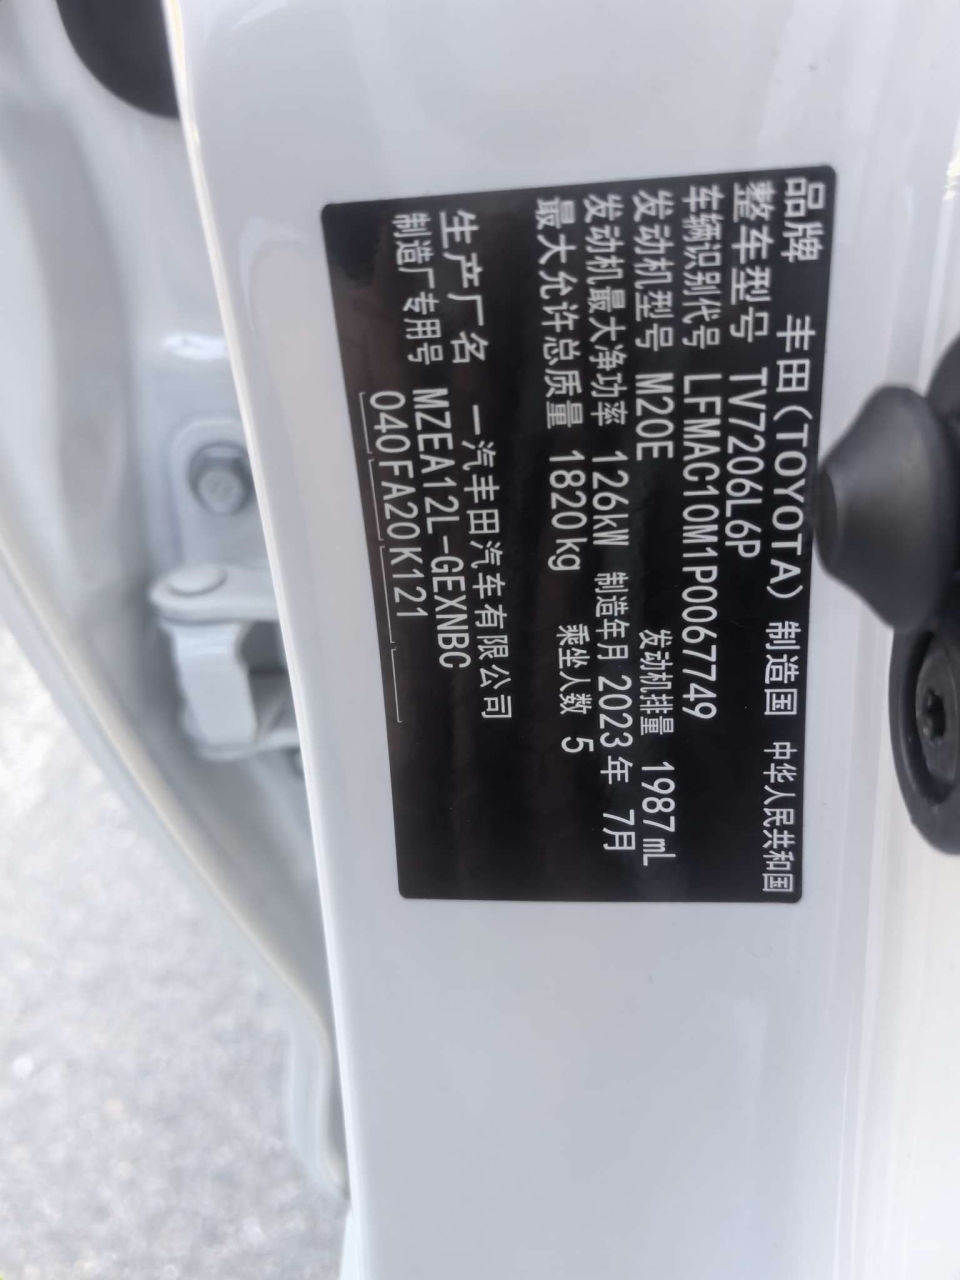 品牌 丰田(TOYOTA) 制造国 中华人民共和国
整车型号 TV7206L6P
车辆识别代号 LFMAC10M1P0067749
发动机型号 M20E 发动机排量 1987mL
发动机最大净功率 126kW 制造年月 2023年 7月
最大允许总质量 1820kg 乘坐人数 5
生产厂名 一汽丰田汽车有限公司
制造厂专用号 MZEA12L-GEXNBC
040FA20K121